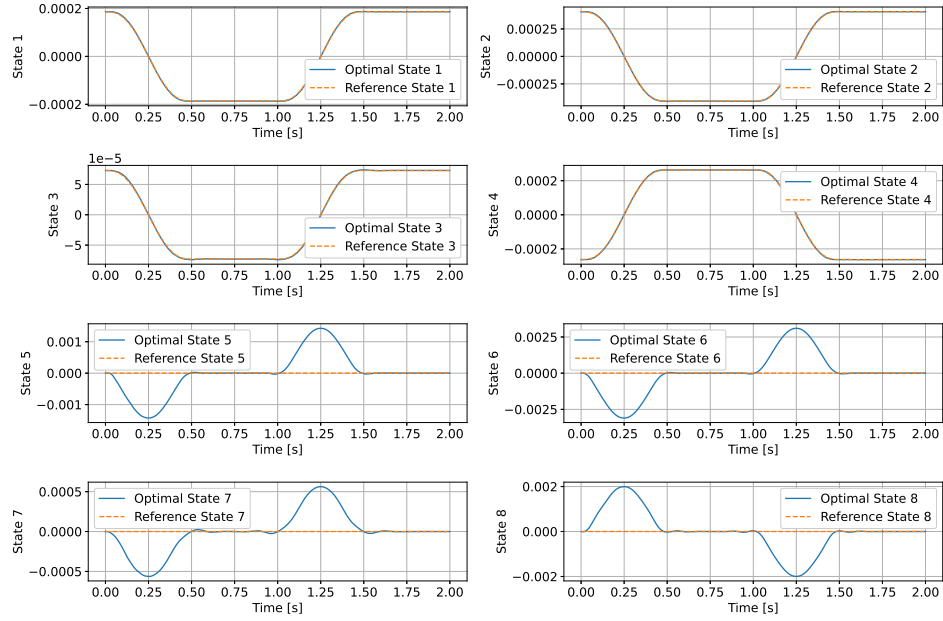 State 1
0.0002
0.0000
−0.0002
Optimal State 1
Reference State 1
0.00 0.25 0.50 0.75 1.00 1.25 1.50 1.75 2.00
Time [s]
State 2
0.00025
0.00000
−0.00025
Optimal State 2
Reference State 2
0.00 0.25 0.50 0.75 1.00 1.25 1.50 1.75 2.00
Time [s]
State 3
1e−5
5
0
−5
Optimal State 3
Reference State 3
0.00 0.25 0.50 0.75 1.00 1.25 1.50 1.75 2.00
Time [s]
State 4
0.0002
0.0000
−0.0002
Optimal State 4
Reference State 4
0.00 0.25 0.50 0.75 1.00 1.25 1.50 1.75 2.00
Time [s]
State 5
0.001
0.000
−0.001
Optimal State 5
Reference State 5
0.00 0.25 0.50 0.75 1.00 1.25 1.50 1.75 2.00
Time [s]
State 6
0.0025
0.0000
−0.0025
Optimal State 6
Reference State 6
0.00 0.25 0.50 0.75 1.00 1.25 1.50 1.75 2.00
Time [s]
State 7
0.0005
0.0000
−0.0005
Optimal State 7
Reference State 7
0.00 0.25 0.50 0.75 1.00 1.25 1.50 1.75 2.00
Time [s]
State 8
0.002
0.000
−0.002
Optimal State 8
Reference State 8
0.00 0.25 0.50 0.75 1.00 1.25 1.50 1.75 2.00
Time [s]